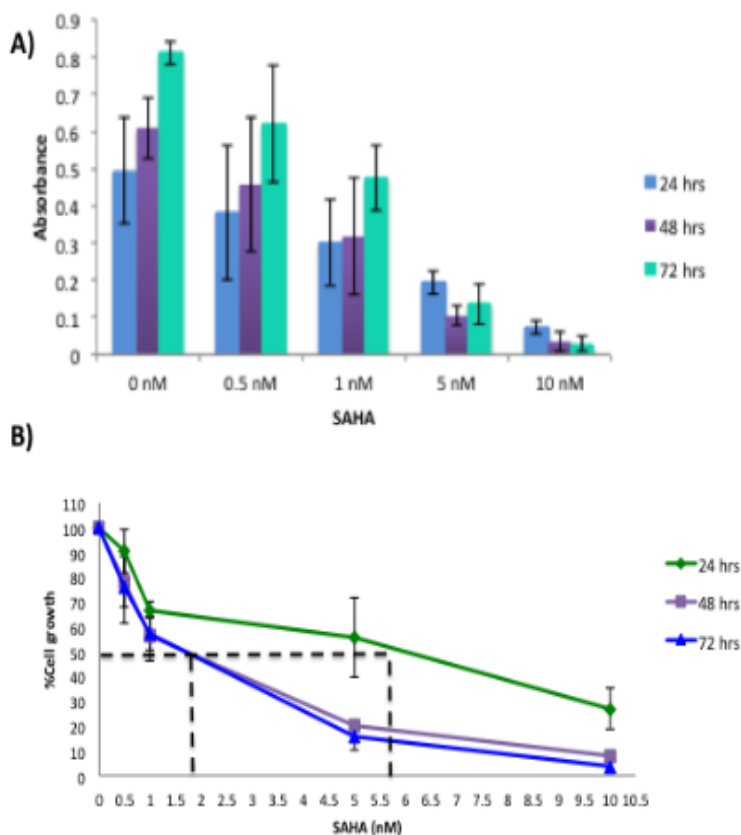 A)
Absorbance
0.9
0.8
0.7
0.6
0.5
0.4
0.3
0.2
0.1
0
0 nM 0.5 nM 1 nM 5 nM 10 nM
SAHA
24 hrs
48 hrs
72 hrs
B)
%Cell growth
110
100
90
80
70
60
50
40
30
20
10
0
0 0.5 1 1.5 2 2.5 3 3.5 4 4.5 5 5.5 6 6.5 7 7.5 8 8.5 9 9.5 10 10.5
SAHA (nM)
24 hrs
48 hrs
72 hrs